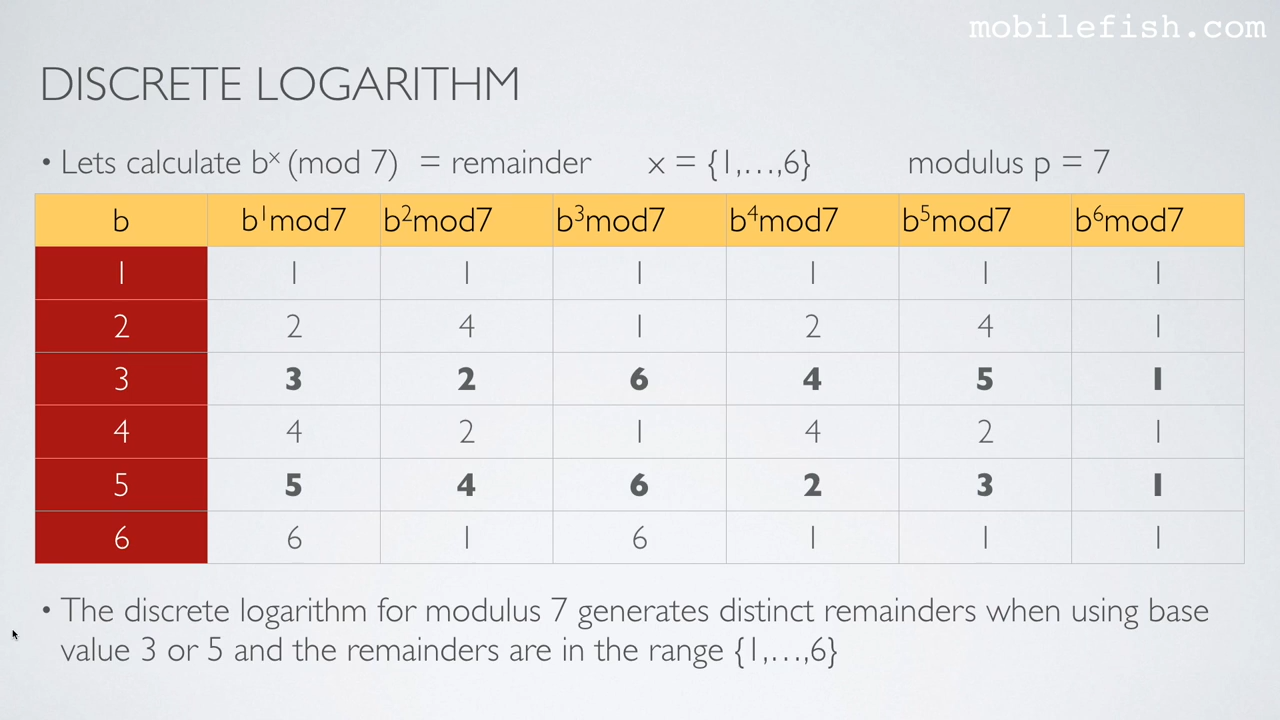 mobilefish.com
DISCRETE LOGARITHM
• Lets calculate bˣ (mod 7) = remainder x = {1,...,6} modulus p = 7
b b¹mod7 b²mod7 b³mod7 b⁴mod7 b⁵mod7 b⁶mod7
1 1 1 1 1 1 1
2 2 4 1 2 4 1
3 3 2 6 4 5 1
4 4 2 1 4 2 1
5 5 4 6 2 3 1
6 6 1 6 1 1 1
• The discrete logarithm for modulus 7 generates distinct remainders when using base
value 3 or 5 and the remainders are in the range {1,...,6}